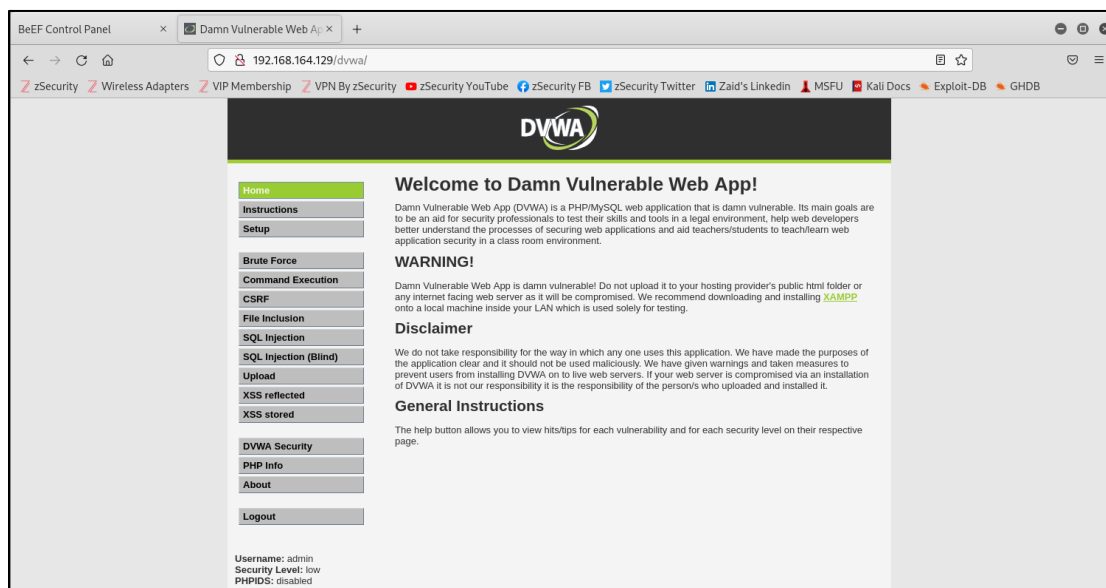 BeEF Control Panel
Damn Vulnerable Web Ap
192.168.164.129/dvwa/
zSecurity Wireless Adapters VIP Membership VPN By zSecurity zSecurity YouTube zSecurity FB zSecurity Twitter Zaid's Linkedin MSFU Kali Docs Exploit-DB GHDB
DVWA
Home
Instructions
Setup
Brute Force
Command Execution
CSRF
File Inclusion
SQL Injection
SQL Injection (Blind)
Upload
XSS reflected
XSS stored
DVWA Security
PHP Info
About
Logout
Username: admin
Security Level: low
PHPIDS: disabled
Welcome to Damn Vulnerable Web App!
Damn Vulnerable Web App (DVWA) is a PHP/MySQL web application that is damn vulnerable. Its main goals are
to be an aid for security professionals to test their skills and tools in a legal environment, help web developers
better understand the processes of securing web applications and aid teachers/students to teach/learn web
application security in a class room environment.
WARNING!
Damn Vulnerable Web App is damn vulnerable! Do not upload it to your hosting provider's public html folder or
any internet facing web server as it will be compromised. We recommend downloading and installing XAMPP
onto a local machine inside your LAN which is used solely for testing.
Disclaimer
We do not take responsibility for the way in which any one uses this application. We have made the purposes of
the application clear and it should not be used maliciously. We have given warnings and taken measures to
prevent users from installing DVWA on to live web servers. If your web server is compromised via an installation
of DVWA it is not our responsibility it is the responsibility of the person/s who uploaded and installed it.
General Instructions
The help button allows you to view hits/tips for each vulnerability and for each security level on their respective
page.